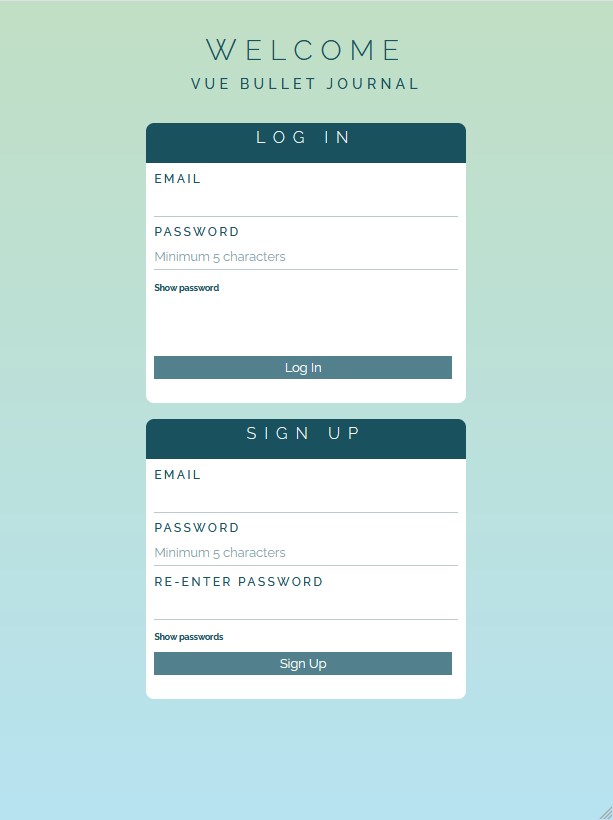 WELCOME
VUE BULLET JOURNAL
LOG IN
EMAIL
PASSWORD
Minimum 5 characters
Show password
Log In
SIGN UP
EMAIL
PASSWORD
Minimum 5 characters
RE-ENTER PASSWORD
Show passwords
Sign Up